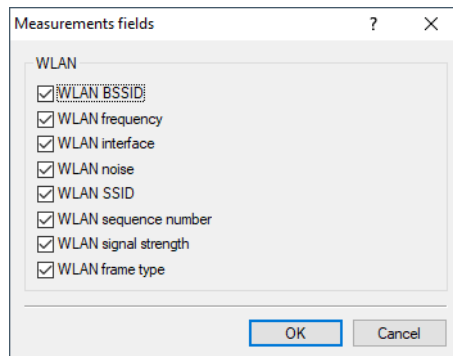 Measurements fields ?
WLAN
WLAN BSSID
WLAN frequency
WLAN interface
WLAN noise
WLAN SSID
WLAN sequence number
WLAN signal strength
WLAN frame type
OK Cancel